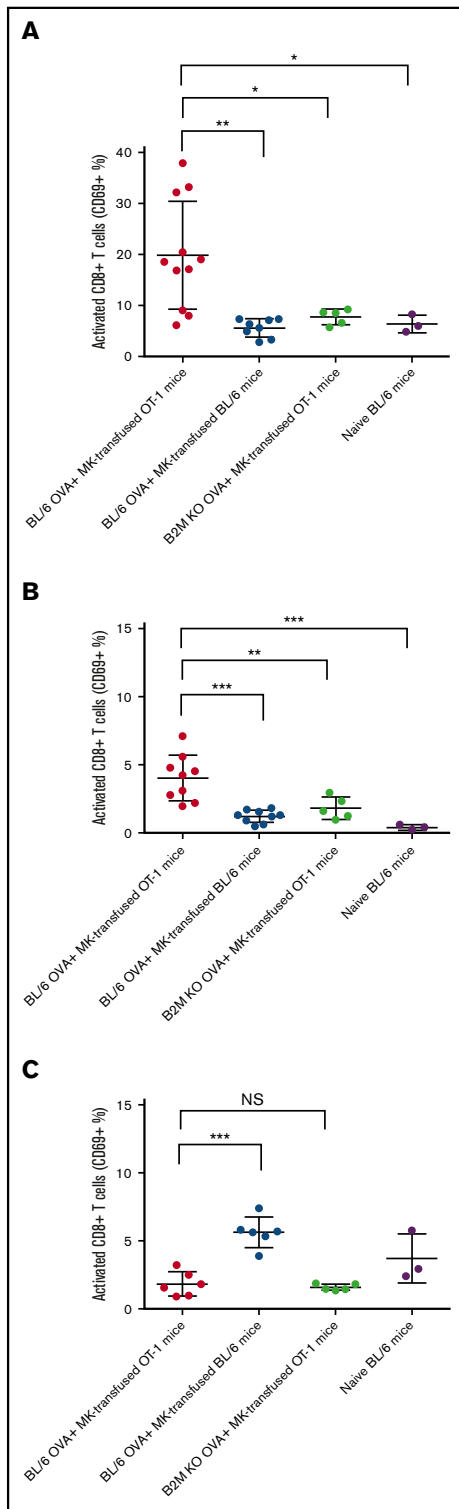 A
*
*
**
40
30
20
10
0
Activated CD8+ T cells (CD69+ %)
BL/6 OVA+ MK-transfused OT-1 mice
BL/6 OVA+ MK-transfused BL/6 mice
B2M KO OVA+ MK-transfused OT-1 mice
Naive BL/6 mice
B
***
**
***
15
10
5
0
Activated CD8+ T cells (CD69+ %)
BL/6 OVA+ MK-transfused OT-1 mice
BL/6 OVA+ MK-transfused BL/6 mice
B2M KO OVA+ MK-transfused OT-1 mice
Naive BL/6 mice
C
NS
***
15
10
5
0
Activated CD8+ T cells (CD69+ %)
BL/6 OVA+ MK-transfused OT-1 mice
BL/6 OVA+ MK-transfused BL/6 mice
B2M KO OVA+ MK-transfused OT-1 mice
Naive BL/6 mice